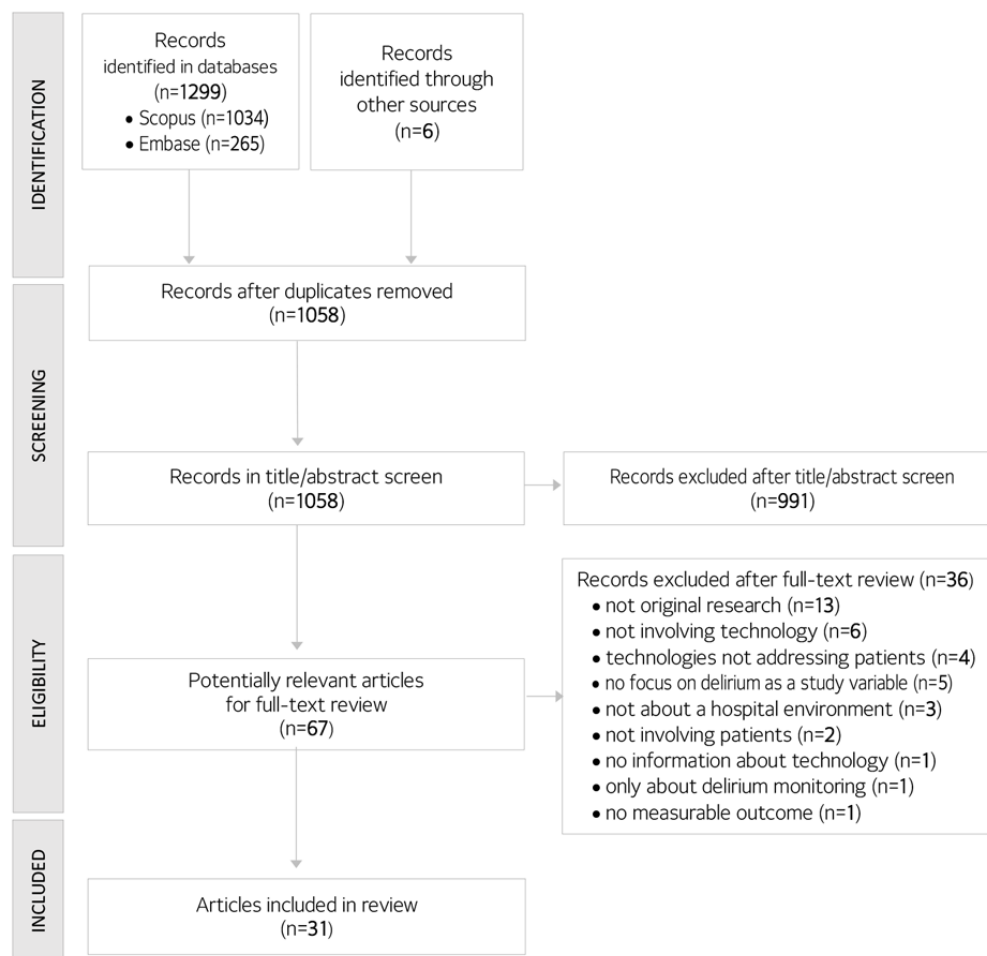 IDENTIFICATION
Records
identified in databases
(n=1299)
• Scopus (n=1034)
• Embase (n=265)
Records
identified through
other sources
(n=6)
SCREENING
Records after duplicates removed
(n=1058)
Records in title/abstract screen
(n=1058)
Records excluded after title/abstract screen
(n=991)
ELIGIBILITY
Potentially relevant articles
for full-text review
(n=67)
Records excluded after full-text review (n=36)
• not original research (n=13)
• not involving technology (n=6)
• technologies not addressing patients (n=4)
• no focus on delirium as a study variable (n=5)
• not about a hospital environment (n=3)
• not involving patients (n=2)
• no information about technology (n=1)
• only about delirium monitoring (n=1)
• no measurable outcome (n=1)
INCLUDED
Articles included in review
(n=31)